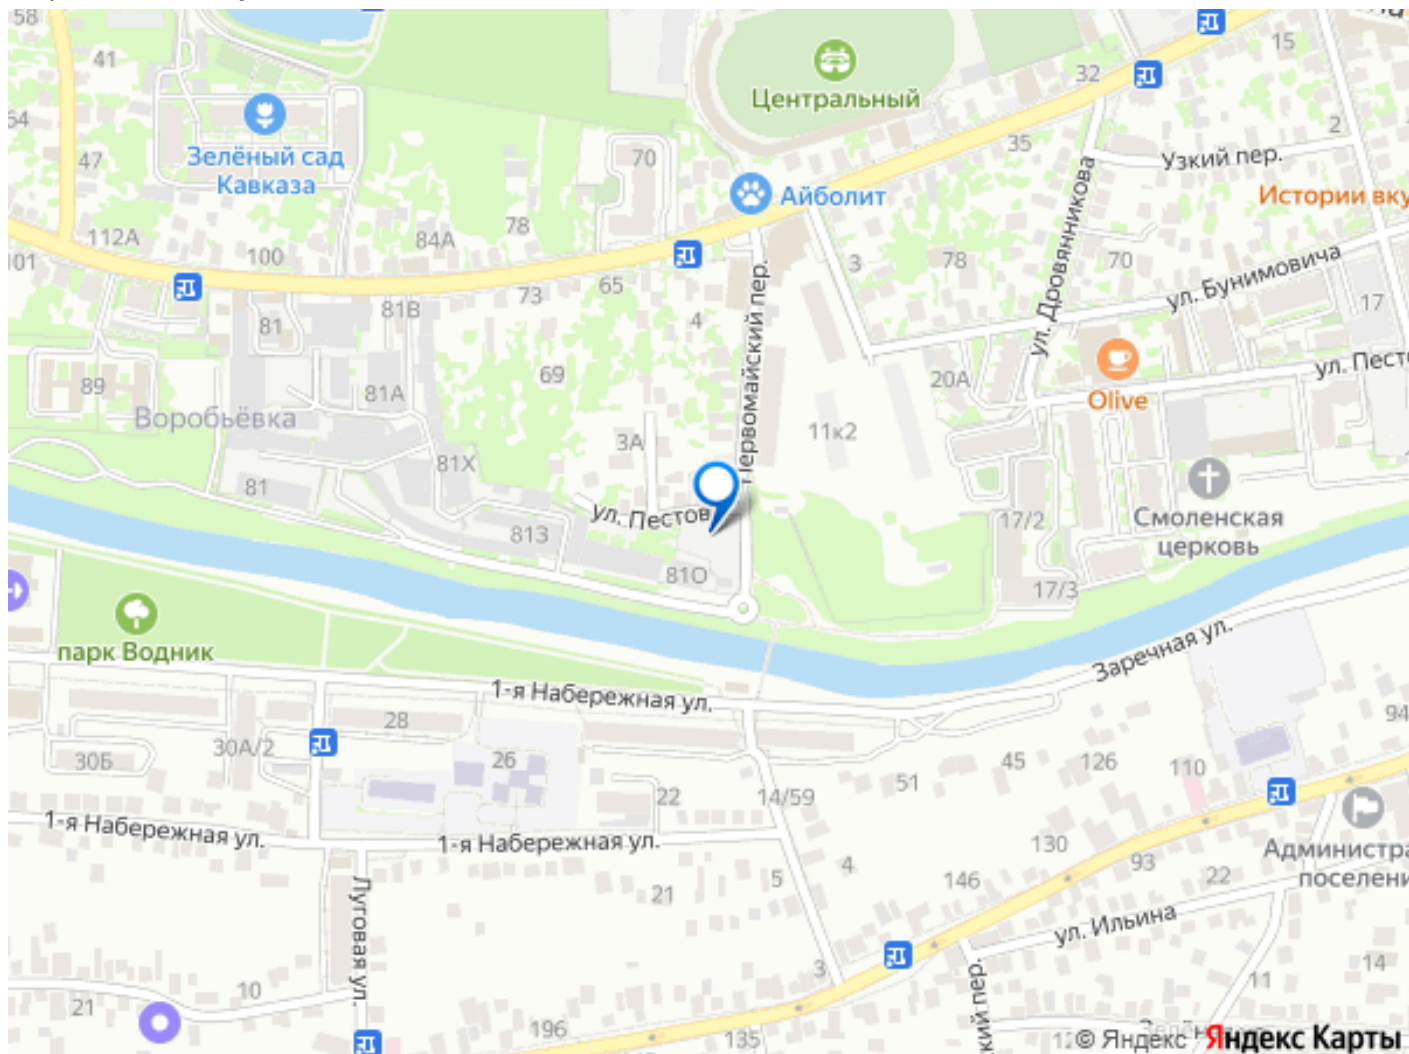 58
41
15
32
Центральный
54
35
2
47
Зелёный сад
Кавказа
70
Узкий пер.
Айболит
Истории вку
78
112А
84А
101
100
3
78
70
73
65
ул. Дровянникова
ул. Бунимовича
81
81В
4
17
Первомайский пер.
89
81А
69
20А
Olive
ул. Песто
Воробьёвка
3А
11к2
81Х
81
ул. Пестов
813
17/2
Смоленская
церковь
81О
17/3
парк Водник
Заречная ул.
1-я Набережная ул.
28
94
30Б
30А/2
26
45
126
110
51
22
14/59
1-я Набережная ул.
1-я Набережная ул.
130
Администра
поселени
93
4
5
146
22
21
Луговая ул.
ул. Ильина
3
14
11
10
21
кий пер.
196
135
© Яндекс Яндекс Карты